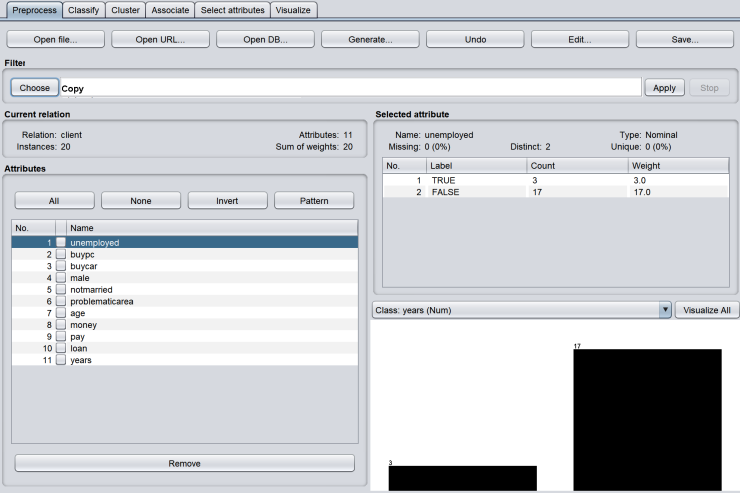 Preprocess Classify Cluster Associate Select attributes Visualize
Open file... Open URL... Open DB... Generate... Undo Edit... Save...
Filter
Choose Copy Apply Stop
Current relation
Relation: client Attributes: 11
Instances: 20 Sum of weights: 20
Attributes
All None Invert Pattern
No. Name
1 unemployed
2 buypc
3 buycar
4 male
5 notmarried
6 problematicarea
7 age
8 money
9 pay
10 loan
11 years
Remove
Selected attribute
Name: unemployed Type: Nominal
Missing: 0 (0%) Distinct: 2 Unique: 0 (0%)
No. Label Count Weight
1 TRUE 3 3.0
2 FALSE 17 17.0
Class: years (Num) Visualize All
17
3